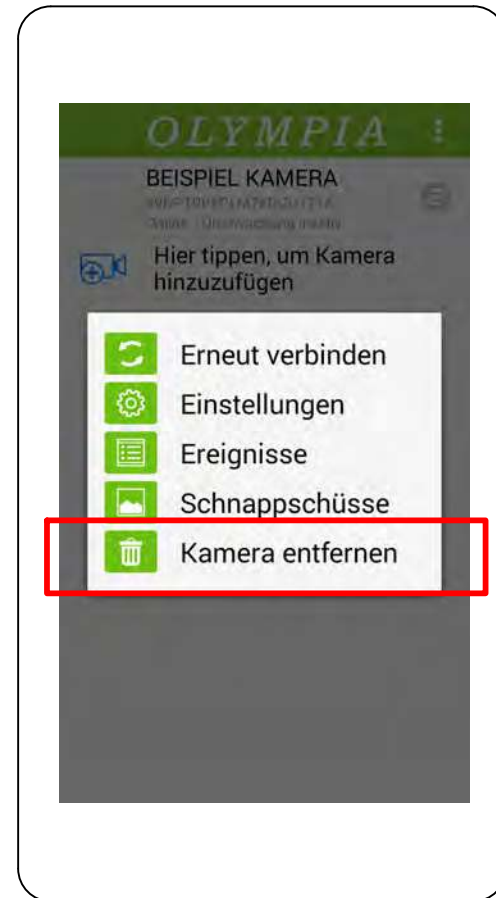 OLYMPIA
BEISPIEL KAMERA
Hier tippen, um Kamera
hinzuzufügen
Erneut verbinden
Einstellungen
Ereignisse
Schnappschüsse
Kamera entfernen